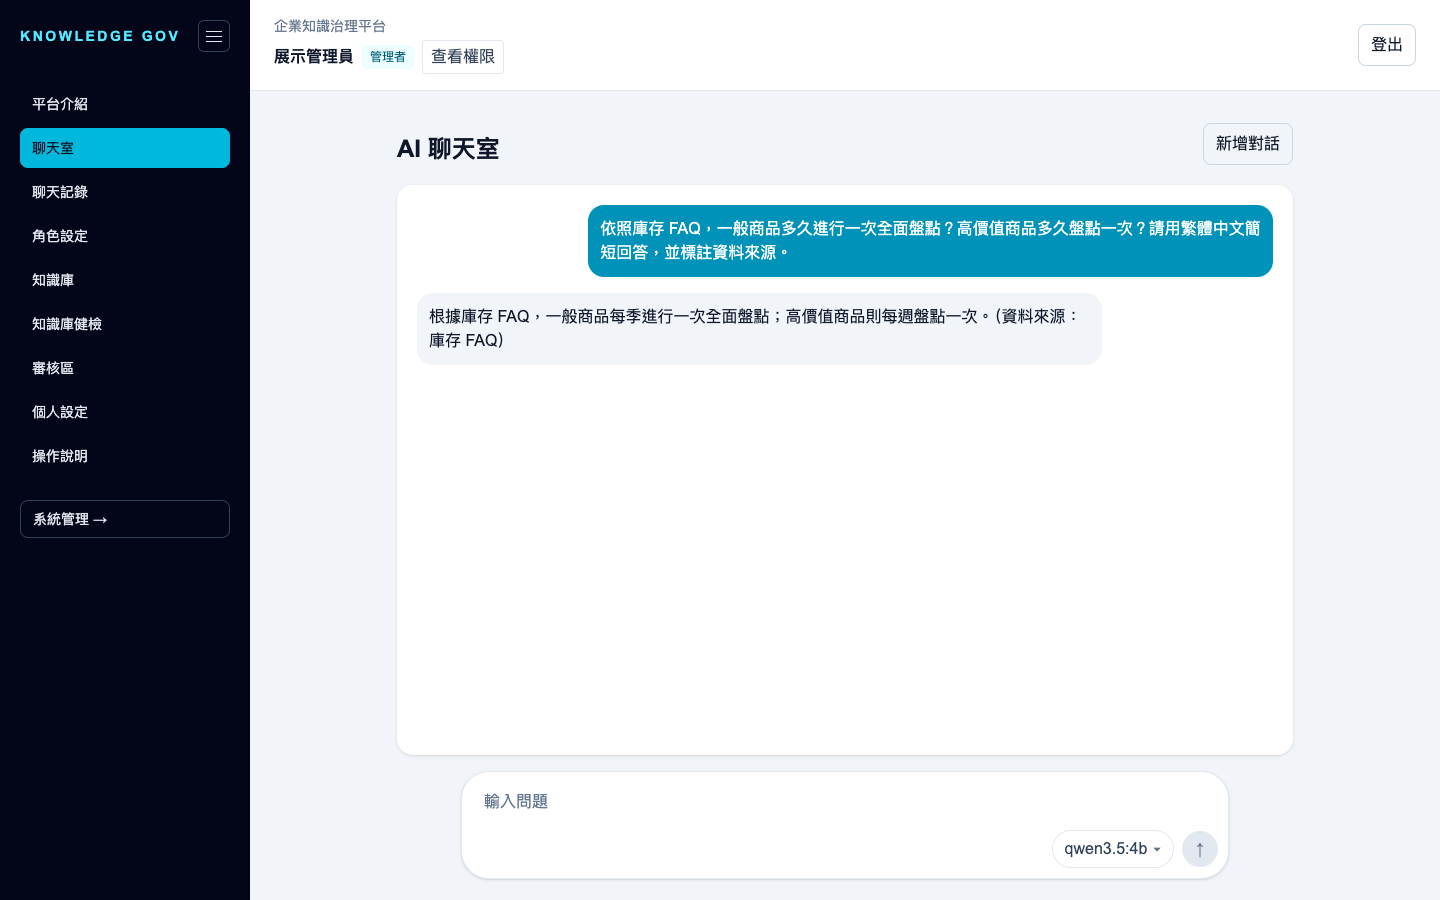 KNOWLEDGE GOV
平台介紹
聊天室
聊天記錄
角色設定
知識庫
知識庫健檢
審核區
個人設定
操作說明
系統管理 →
企業知識治理平台
展示管理員 管理者 查看權限
登出
AI 聊天室
新增對話
依照庫存 FAQ，一般商品多久進行一次全面盤點？高價值商品多久盤點一次？請用繁體中文簡
短回答，並標註資料來源。
根據庫存 FAQ，一般商品每季進行一次全面盤點；高價值商品則每週盤點一次。(資料來源：
庫存 FAQ)
輸入問題
qwen3.5:4b
↑